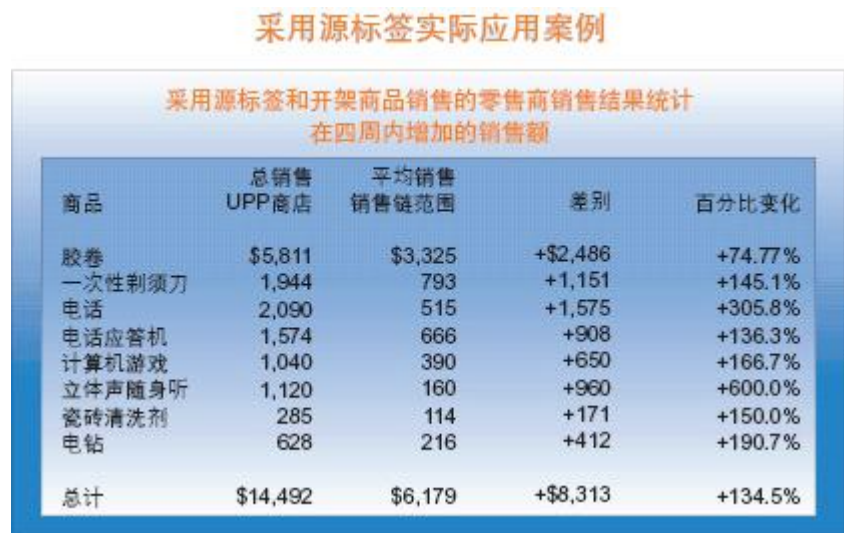 采用源标签实际应用案例
采用源标签和开架商品销售的零售商销售结果统计
在四周内增加的销售额
总销售 平均销售
商品 UPP商店 销售链范围 差别 百分比变化
胶卷 $5,811 $3,325 +$2,486 +74.77%
一次性剃须刀 1,944 793 +1,151 +145.1%
电话 2,090 515 +1,575 +305.8%
电话应答机 1,574 666 +908 +136.3%
计算机游戏 1,040 390 +650 +166.7%
立体声随身听 1,120 160 +960 +600.0%
瓷砖清洗剂 285 114 +171 +150.0%
电钻 628 216 +412 +190.7%
总计 $14,492 $6,179 +$8,313 +134.5%